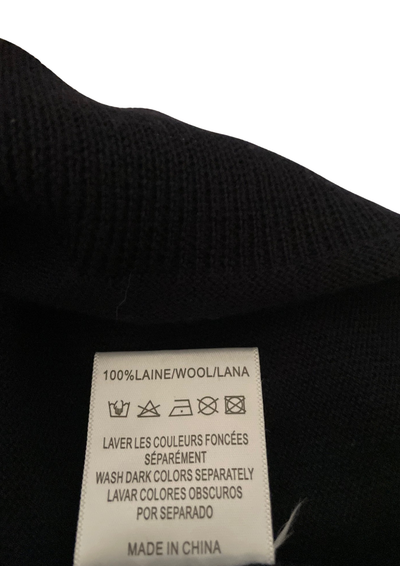 100%LAINE/WOOL/LANA
LAVER LES COULEURS FONCÉES
SÉPARÉMENT
WASH DARK COLORS SEPARATELY
LAVAR COLORES OBSCUROS
POR SEPARADO
MADE IN CHINA